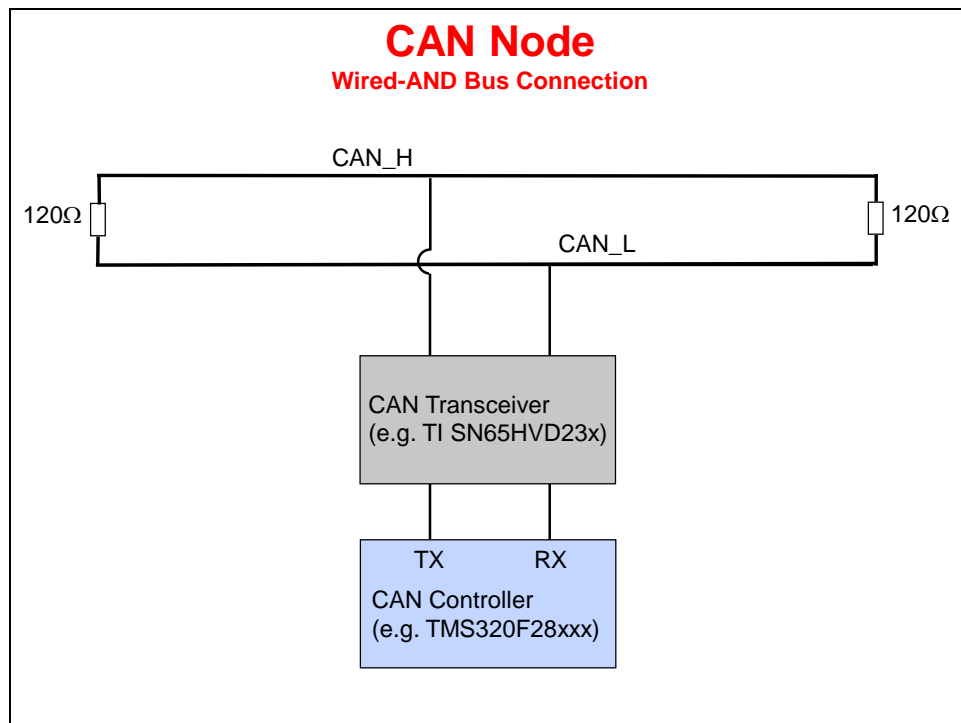 CAN Node
Wired-AND Bus Connection
CAN_H
120Ω
120Ω
CAN_L
CAN Transceiver
(e.g. TI SN65HVD23x)
TX
RX
CAN Controller
(e.g. TMS320F28xxx)